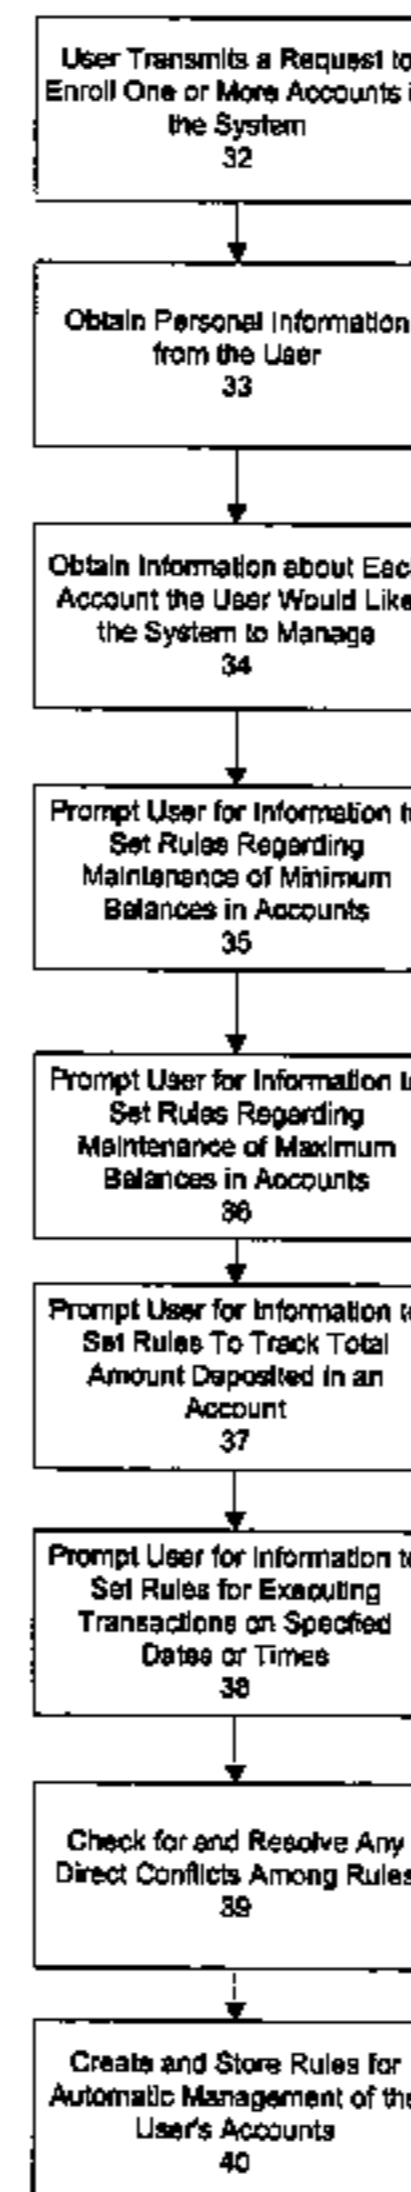 User Transmits a Request to
Enroll One or More Accounts i
the System
32
Obtain Personal Information
from the User
33
Obtain Information about Eac
Account the User Would Like
the System to Manage
34
Prompt User for Information t
Set Rules Regarding
Maintenance of Minimum
Balances in Accounts
35
Prompt User for Information t
Set Rules Regarding
Maintenance of Maximum
Balances in Accounts
36
Prompt User for Information to
Set Rules To Track Total
Amount Deposited in an
Account
37
Prompt User for Information to
Set Rules for Executing
Transactions on Specified
Dates or Times
38
Check for and Resolve Any
Direct Conflicts Among Rules
39
Create and Store Rules for
Automatic Management of the
User's Accounts
40